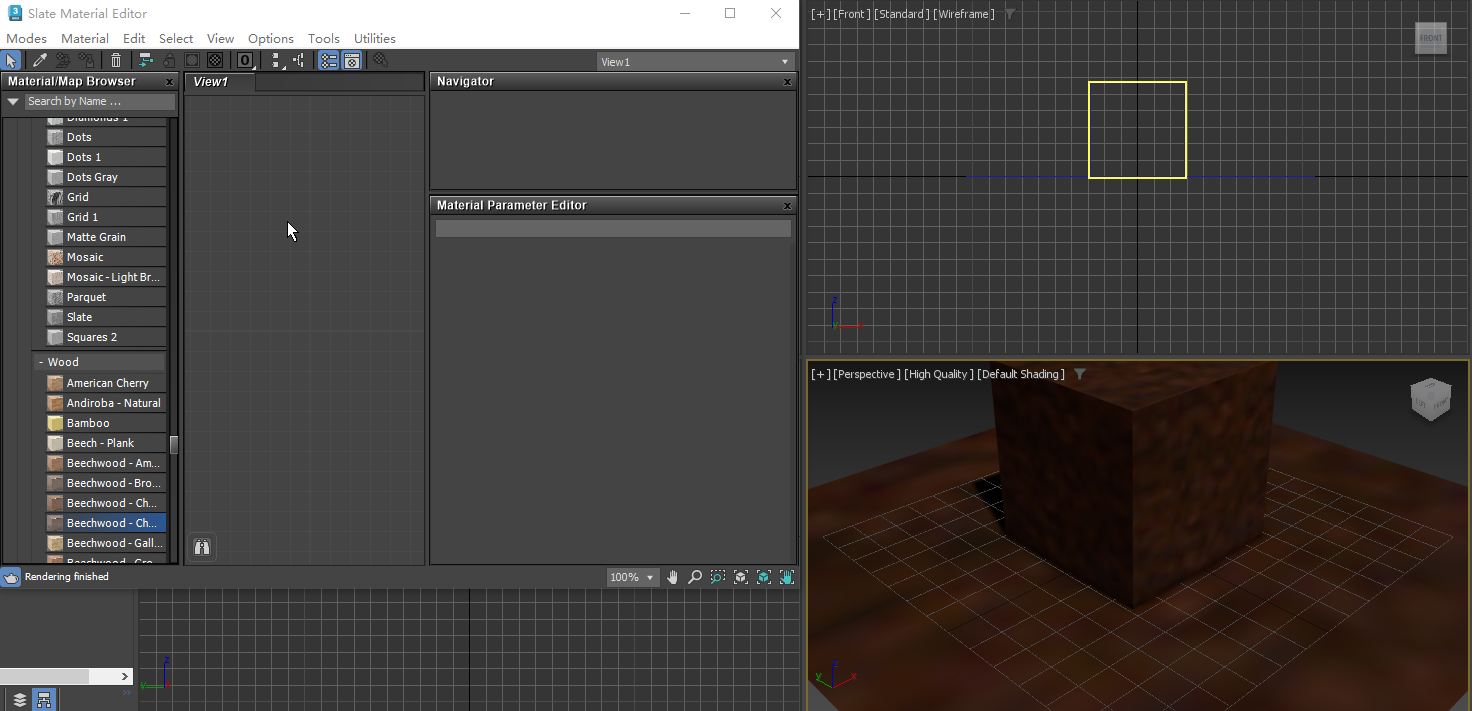 Slate Material Editor
Modes Material Edit Select View Options Tools Utilities
0
View1
Material/Map Browser x
Search by Name ...
Diamonds 1
Dots
Dots 1
Dots Gray
Grid
Grid 1
Matte Grain
Mosaic
Mosaic - Light Br...
Parquet
Slate
Squares 2
- Wood
American Cherry
Andiroba - Natural
Bamboo
Beech - Plank
Beechwood - Am...
Beechwood - Bro...
Beechwood - Ch...
Beechwood - Ch...
Beechwood - Gall...
Beechwood - Gro...
View1
Navigator x
Material Parameter Editor x
Rendering finished
100%
z
y
[+] [Front ] [Standard ] [Wireframe ]
FRONT
z
y x
[+] [Perspective ] [High Quality ] [Default Shading ]
LEFT FRONT
z
y x